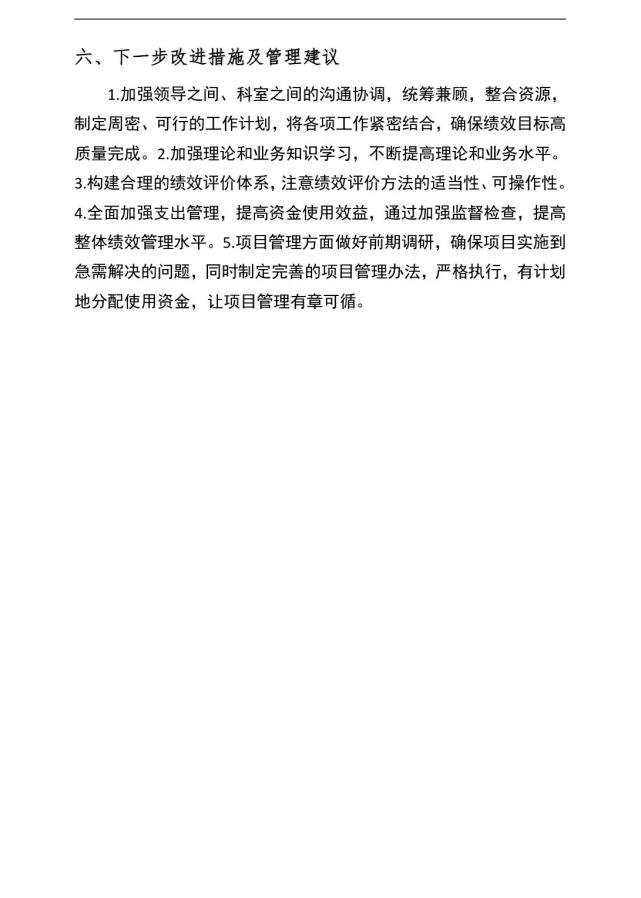 六、下一步改进措施及管理建议
1.加强领导之间、科室之间的沟通协调，统筹兼顾，整合资源，
制定周密、可行的工作计划，将各项工作紧密结合，确保绩效目标高
质量完成。2.加强理论和业务知识学习，不断提高理论和业务水平。
3.构建合理的绩效评价体系，注意绩效评价方法的适当性、可操作性。
4.全面加强支出管理，提高资金使用效益，通过加强监督检查，提高
整体绩效管理水平。5.项目管理方面做好前期调研，确保项目实施到
急需解决的问题，同时制定完善的项目管理办法，严格执行，有计划
地分配使用资金，让项目管理有章可循。